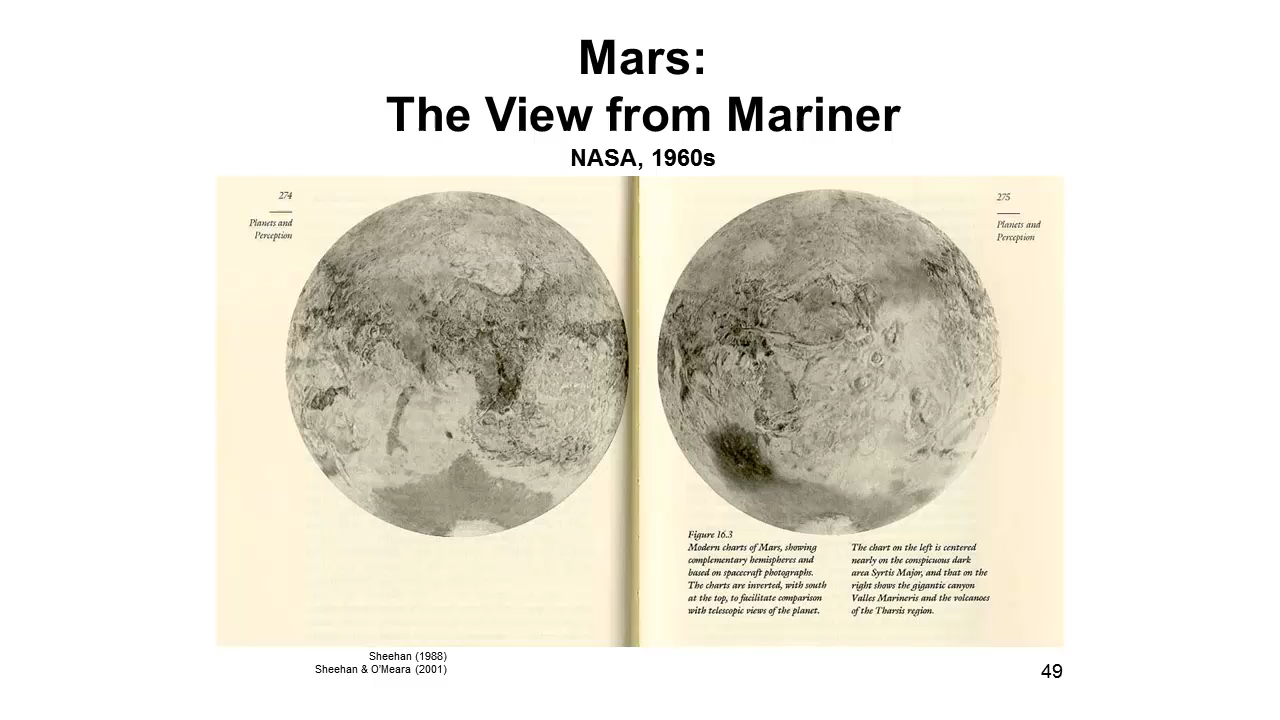 Mars:
The View from Mariner
NASA, 1960s
274
Planets and
Perception
275
Planets and
Perception
Figure 16.3
Modern charts of Mars, showing
complementary hemispheres and
based on spacecraft photographs.
The charts are inverted, with south
at the top, to facilitate comparison
with telescopic views of the planet.
The chart on the left is centered
nearly on the conspicuous dark
area Syrtis Major, and that on the
right shows the gigantic canyon
Valles Marineris and the volcanoes
of the Tharsis region.
Sheehan (1988)
Sheehan & O'Meara (2001)
49